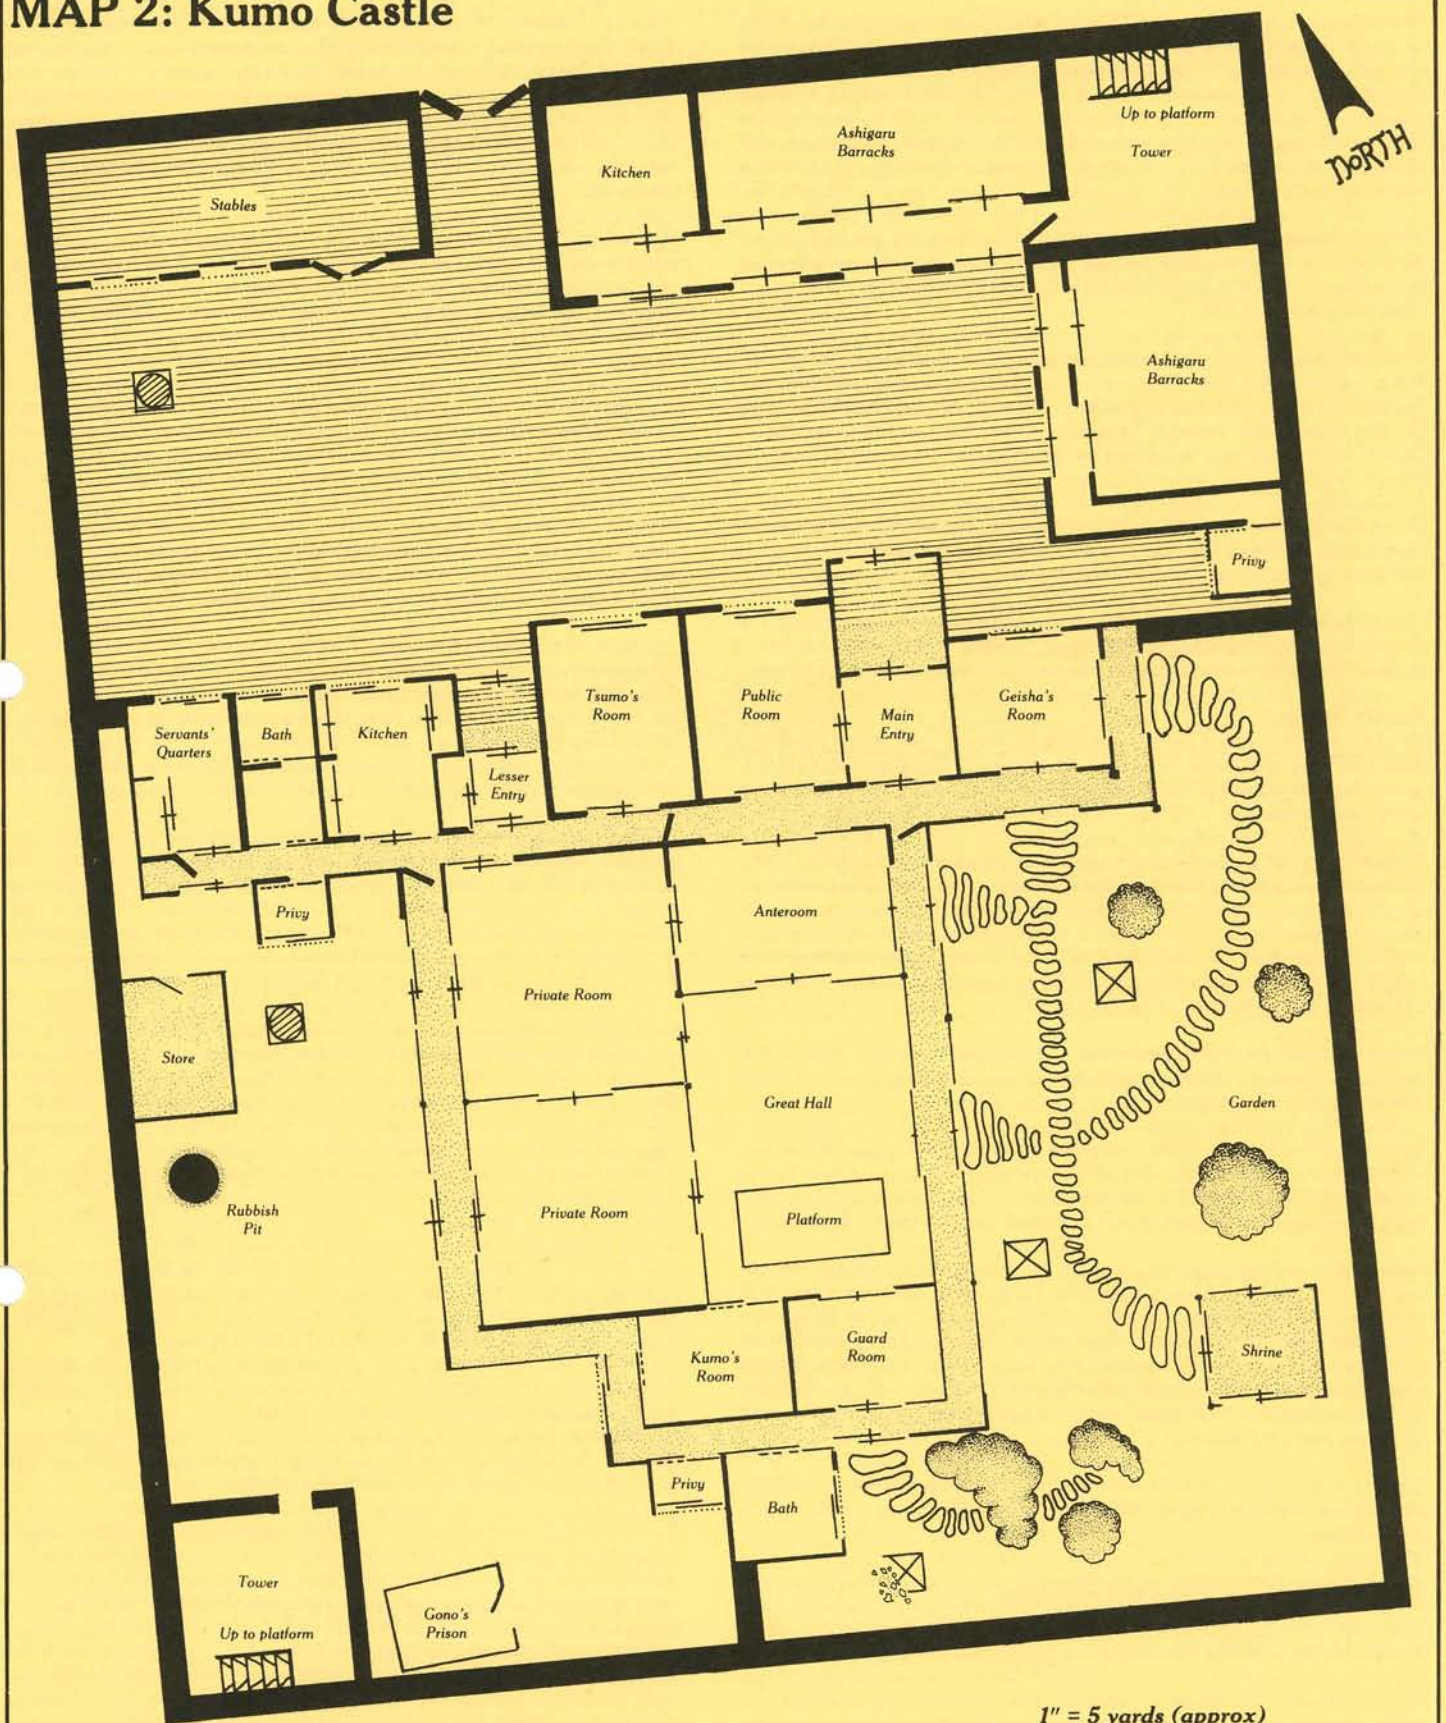 MAP 2: Kumo Castle
NORTH
Stables
Kitchen
Ashigaru
Barracks
Up to platform
Tower
Ashigaru
Barracks
Privy
Servants'
Quarters
Bath
Kitchen
Lesser
Entry
Tsumo's
Room
Public
Room
Main
Entry
Geisha's
Room
Privy
Private Room
Anteroom
Store
Great Hall
Garden
Rubbish
Pit
Private Room
Platform
Kumo's
Room
Guard
Room
Shrine
Privy
Bath
Tower
Up to platform
Gono's
Prison
1" = 5 yards (approx)